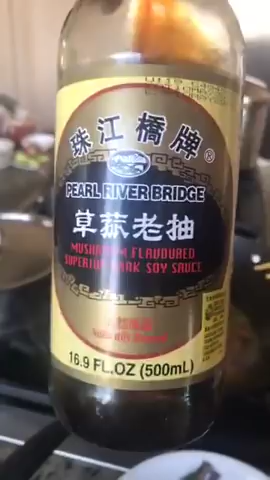 珠江橋牌®
PEARL RIVER BRIDGE
草菰老抽
MUSHROOM FLAVOURED
SUPERIOR DARK SOY SAUCE
16.9 FL.OZ (500mL)